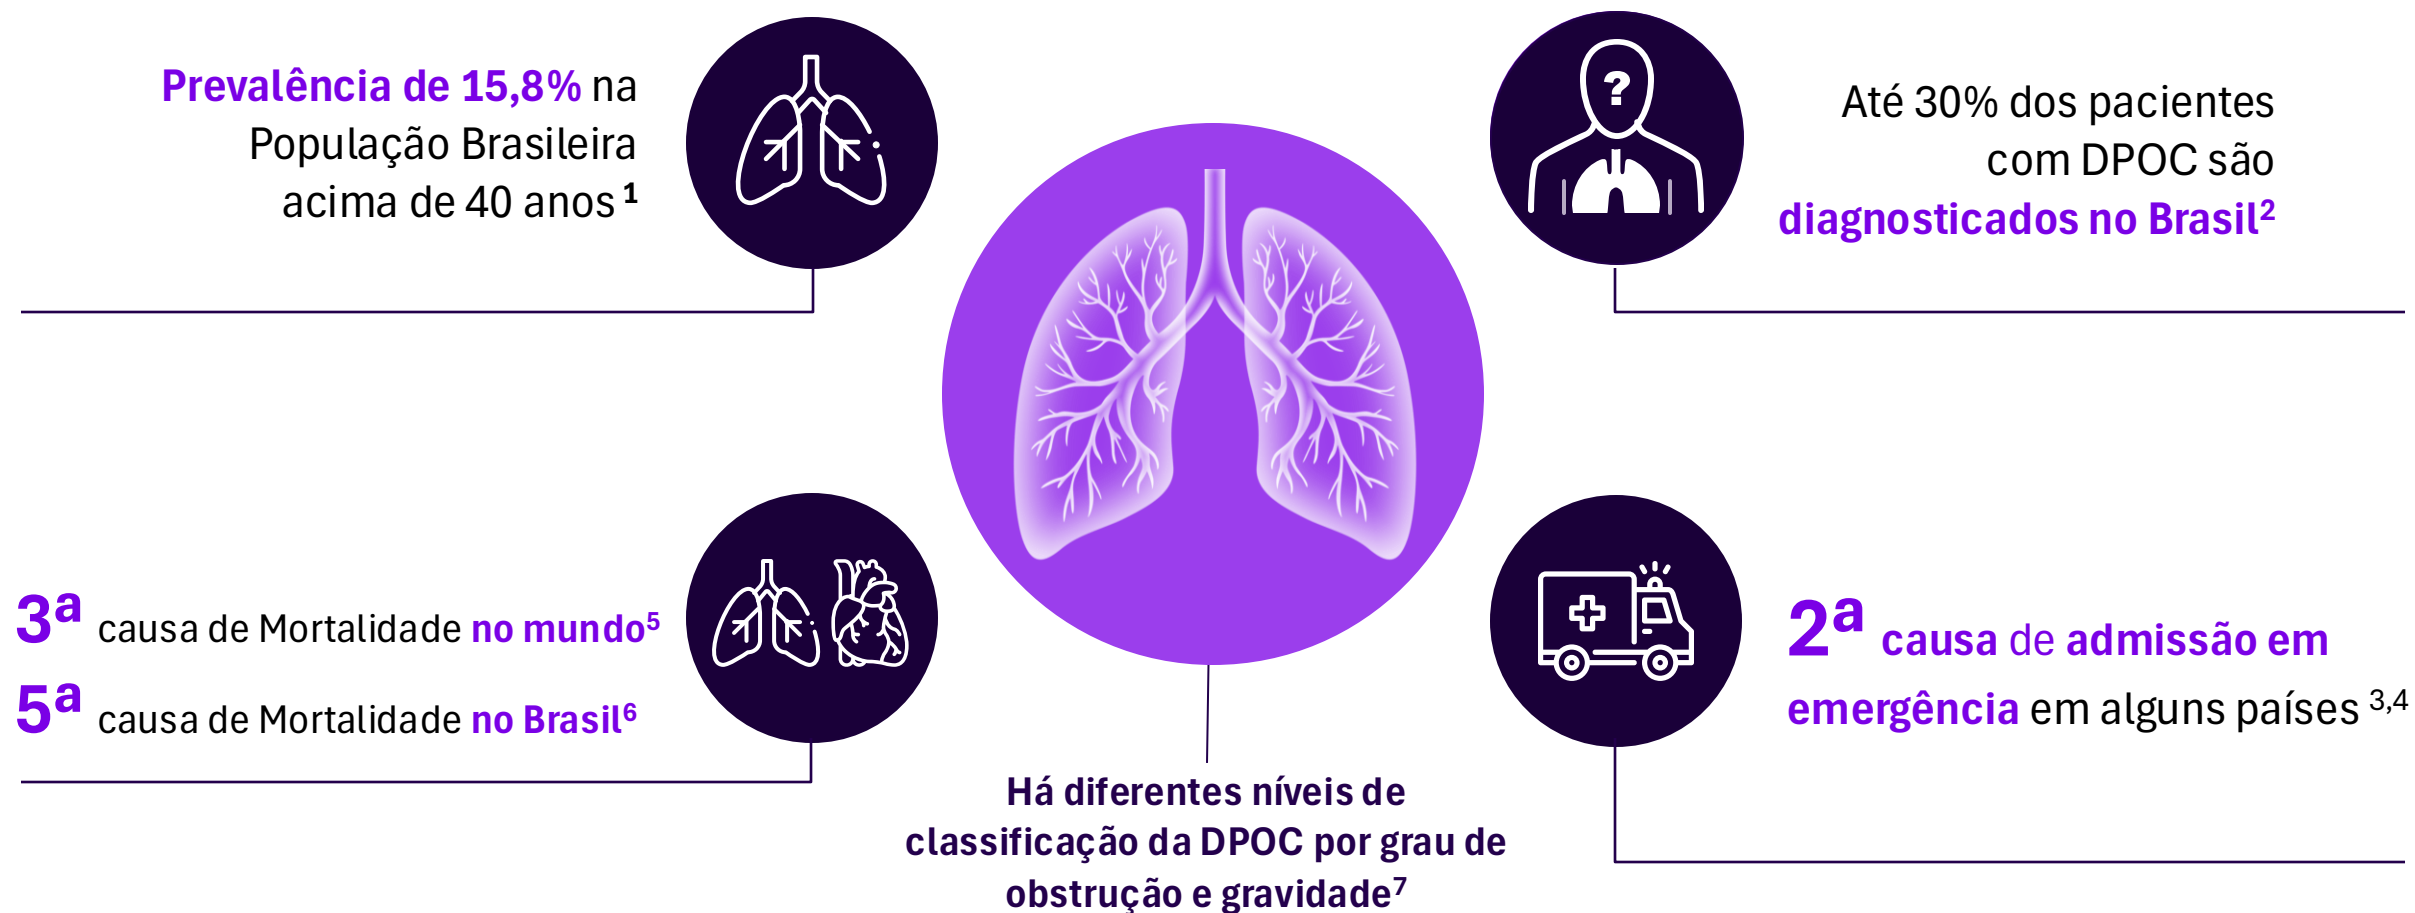 Prevalência de 15,8% na
População Brasileira
acima de 40 anos ¹
?
Até 30% dos pacientes
com DPOC são
diagnosticados no Brasil²
3ª causa de Mortalidade no mundo⁵
5ª causa de Mortalidade no Brasil⁶
2ª causa de admissão em
emergência em alguns países ³,⁴
Há diferentes níveis de
classificação da DPOC por grau de
obstrução e gravidade⁷